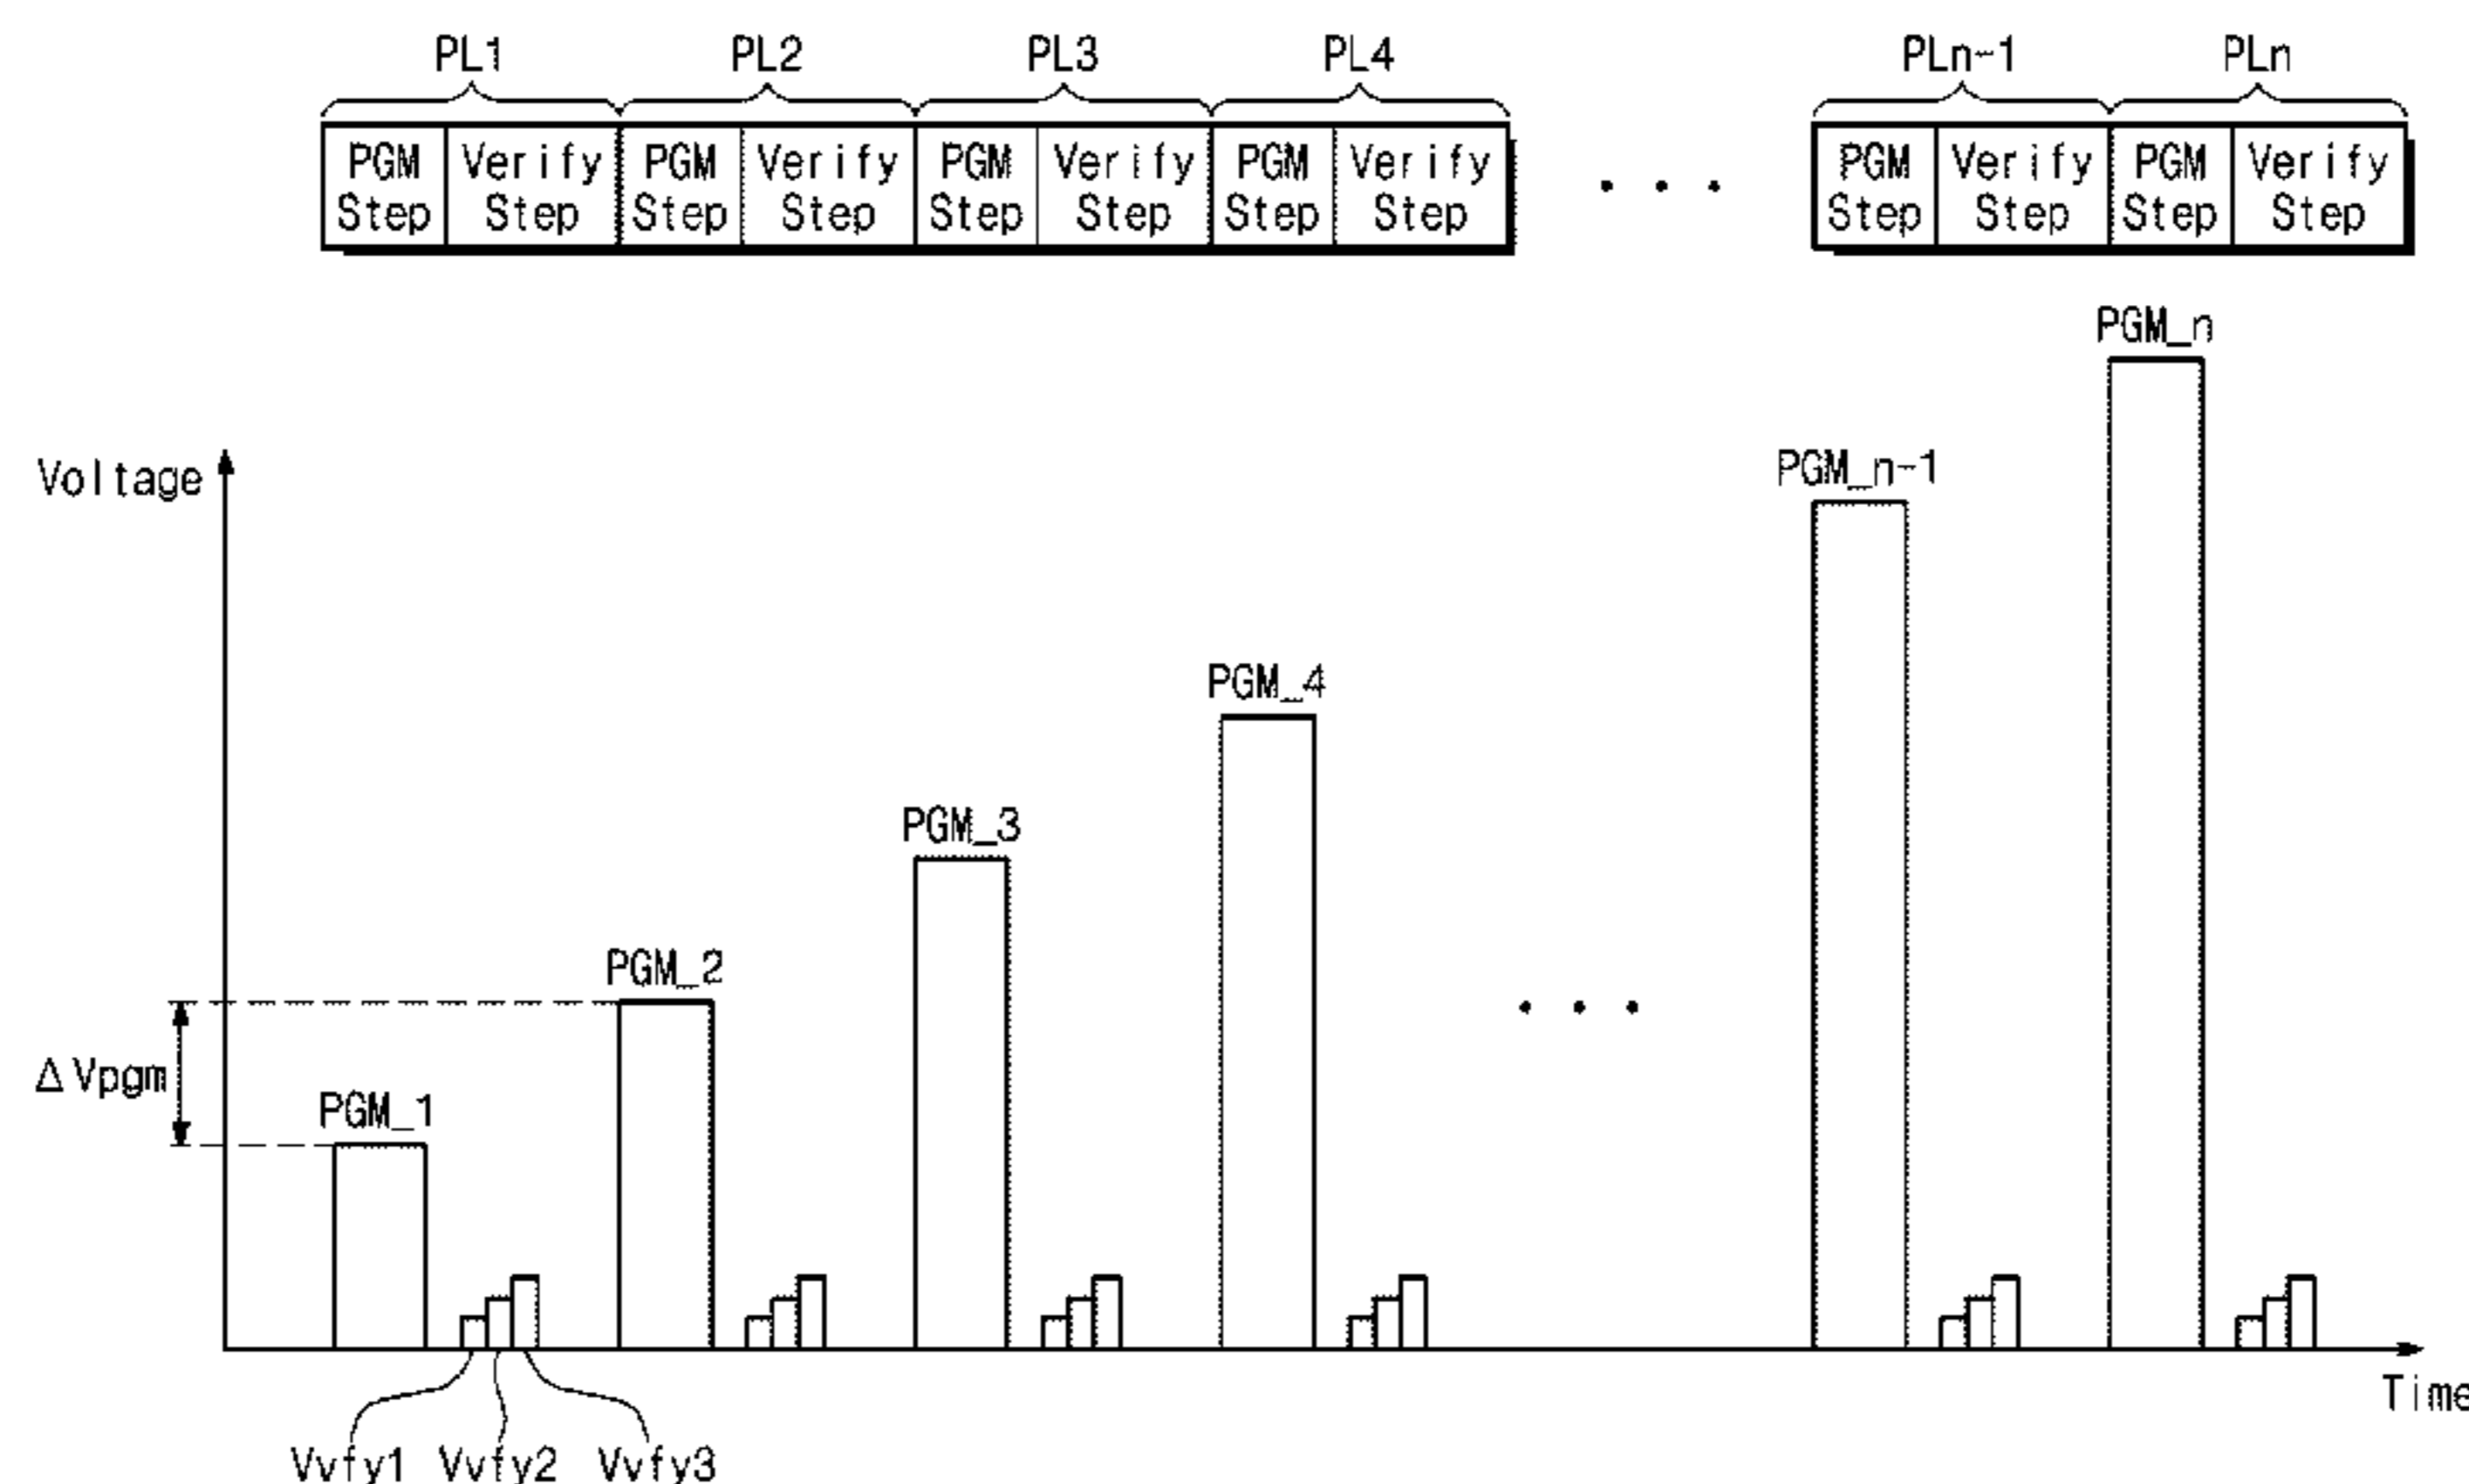 PL1 PL2 PL3 PL4 PLn-1 PLn
PGM Verify PGM Verify PGM Verify PGM Verify PGM Verify PGM Verify
Step Step Step Step Step Step Step Step . . . Step Step Step Step
PGM_n
Voltage
PGM_n-1
PGM_4
PGM_3
PGM_2
. . .
ΔVpgm
PGM_1
Time
Vvfy1 Vvfy2 Vvfy3